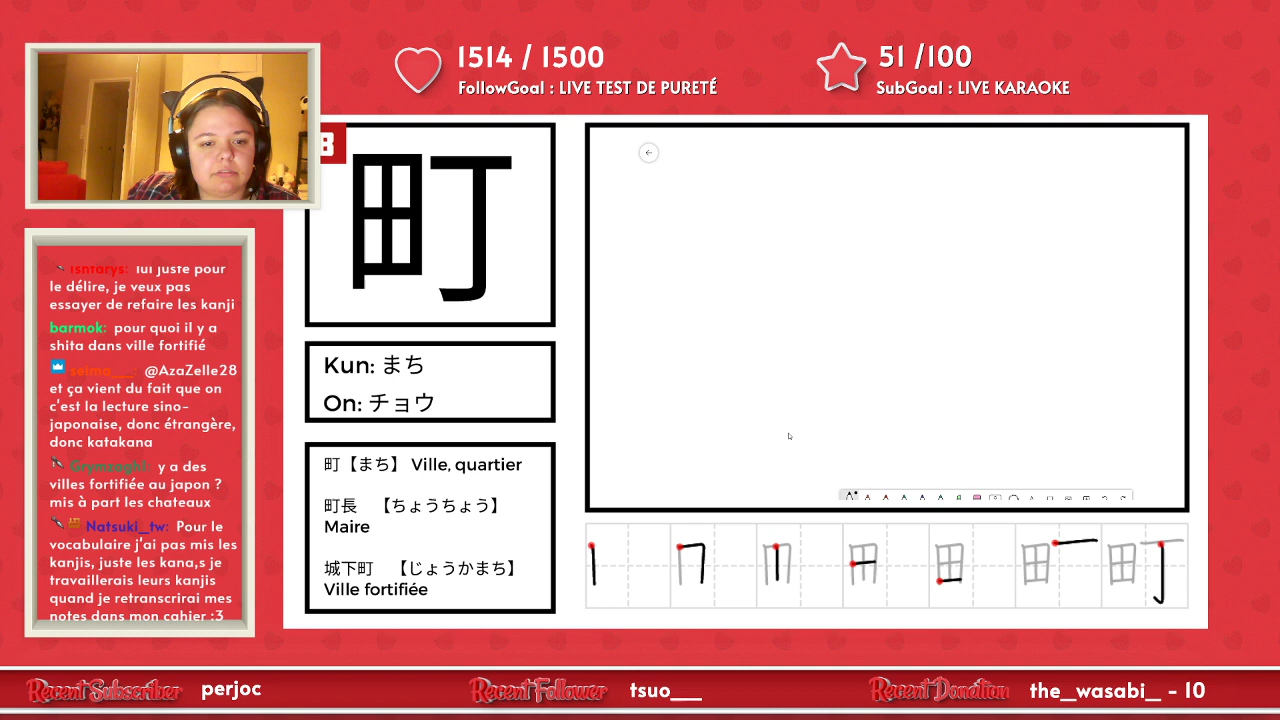 1514 / 1500
FollowGoal : LIVE TEST DE PURETÉ
51 /100
SubGoal : LIVE KARAOKE
町
Kun: まち
On: チョウ
町【まち】 Ville, quartier
町長 【ちょうちょう】
Maire
城下町 【じょうかまち】
Ville fortifiée
isntarys: lui juste pour
le délire, je veux pas
essayer de refaire les kanji
barmok: pour quoi il y a
shita dans ville fortifié
seima___: @AzaZelle28
et ça vient du fait que on
c'est la lecture sino-
japonaise, donc étrangère,
donc katakana
y a des
villes fortifiée au japon ?
mis à part les chateaux
Natsuki_tw: Pour le
vocabulaire j'ai pas mis les
kanjis, juste les kana,s je
travaillerais leurs kanjis
quand je retranscrirai mes
notes dans mon cahier :3
Recent Subscriber perjoc
Recent Follower tsuo___
Recent Donation the_wasabi_ - 10